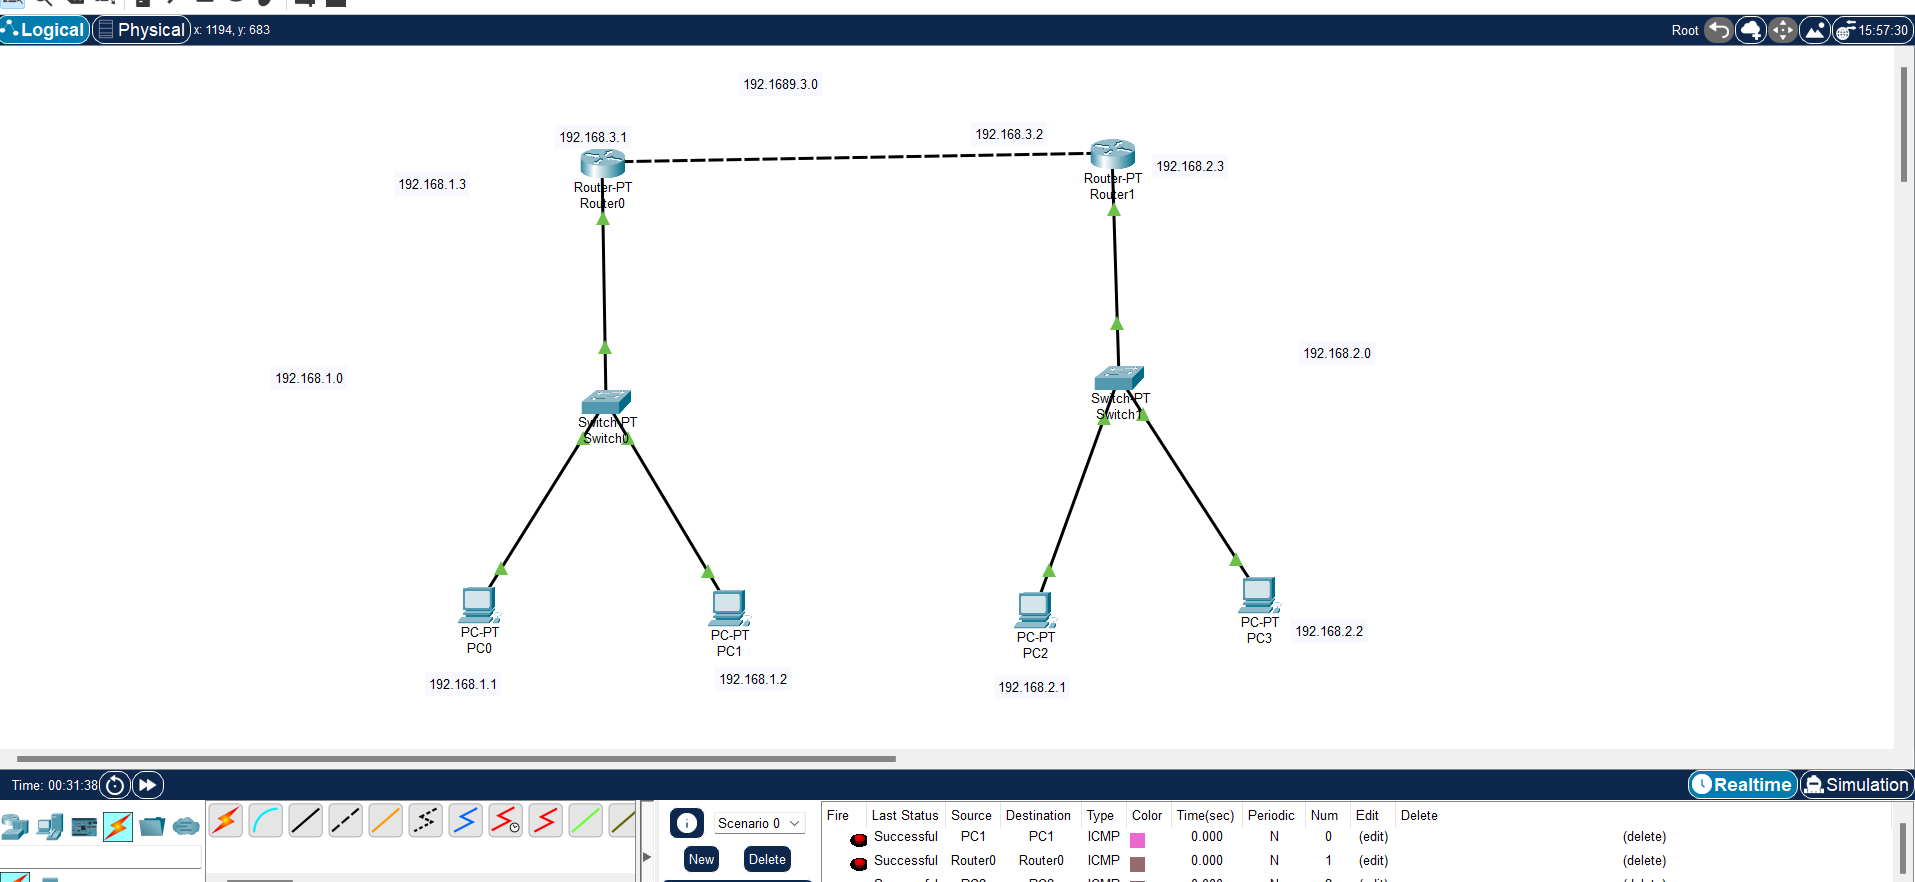 Logical Physical x: 1194, y: 683 Root 15:57:30
192.1689.3.0
192.168.3.1 192.168.3.2
192.168.2.3
192.168.1.3
Router-PT
Router0
Router-PT
Router1
192.168.2.0
192.168.1.0
Switch-PT
Switch0
Switch-PT
Switch1
PC-PT
PC0
PC-PT
PC1
PC-PT
PC2
PC-PT
PC3
192.168.2.2
192.168.1.1
192.168.1.2
192.168.2.1
Time: 00:31:38 Realtime Simulation
Scenario 0
New Delete
Fire Last Status Source Destination Type Color Time(sec) Periodic Num Edit Delete
Successful PC1 PC1 ICMP 0.000 N 0 (edit) (delete)
Successful Router0 Router0 ICMP 0.000 N 1 (edit) (delete)